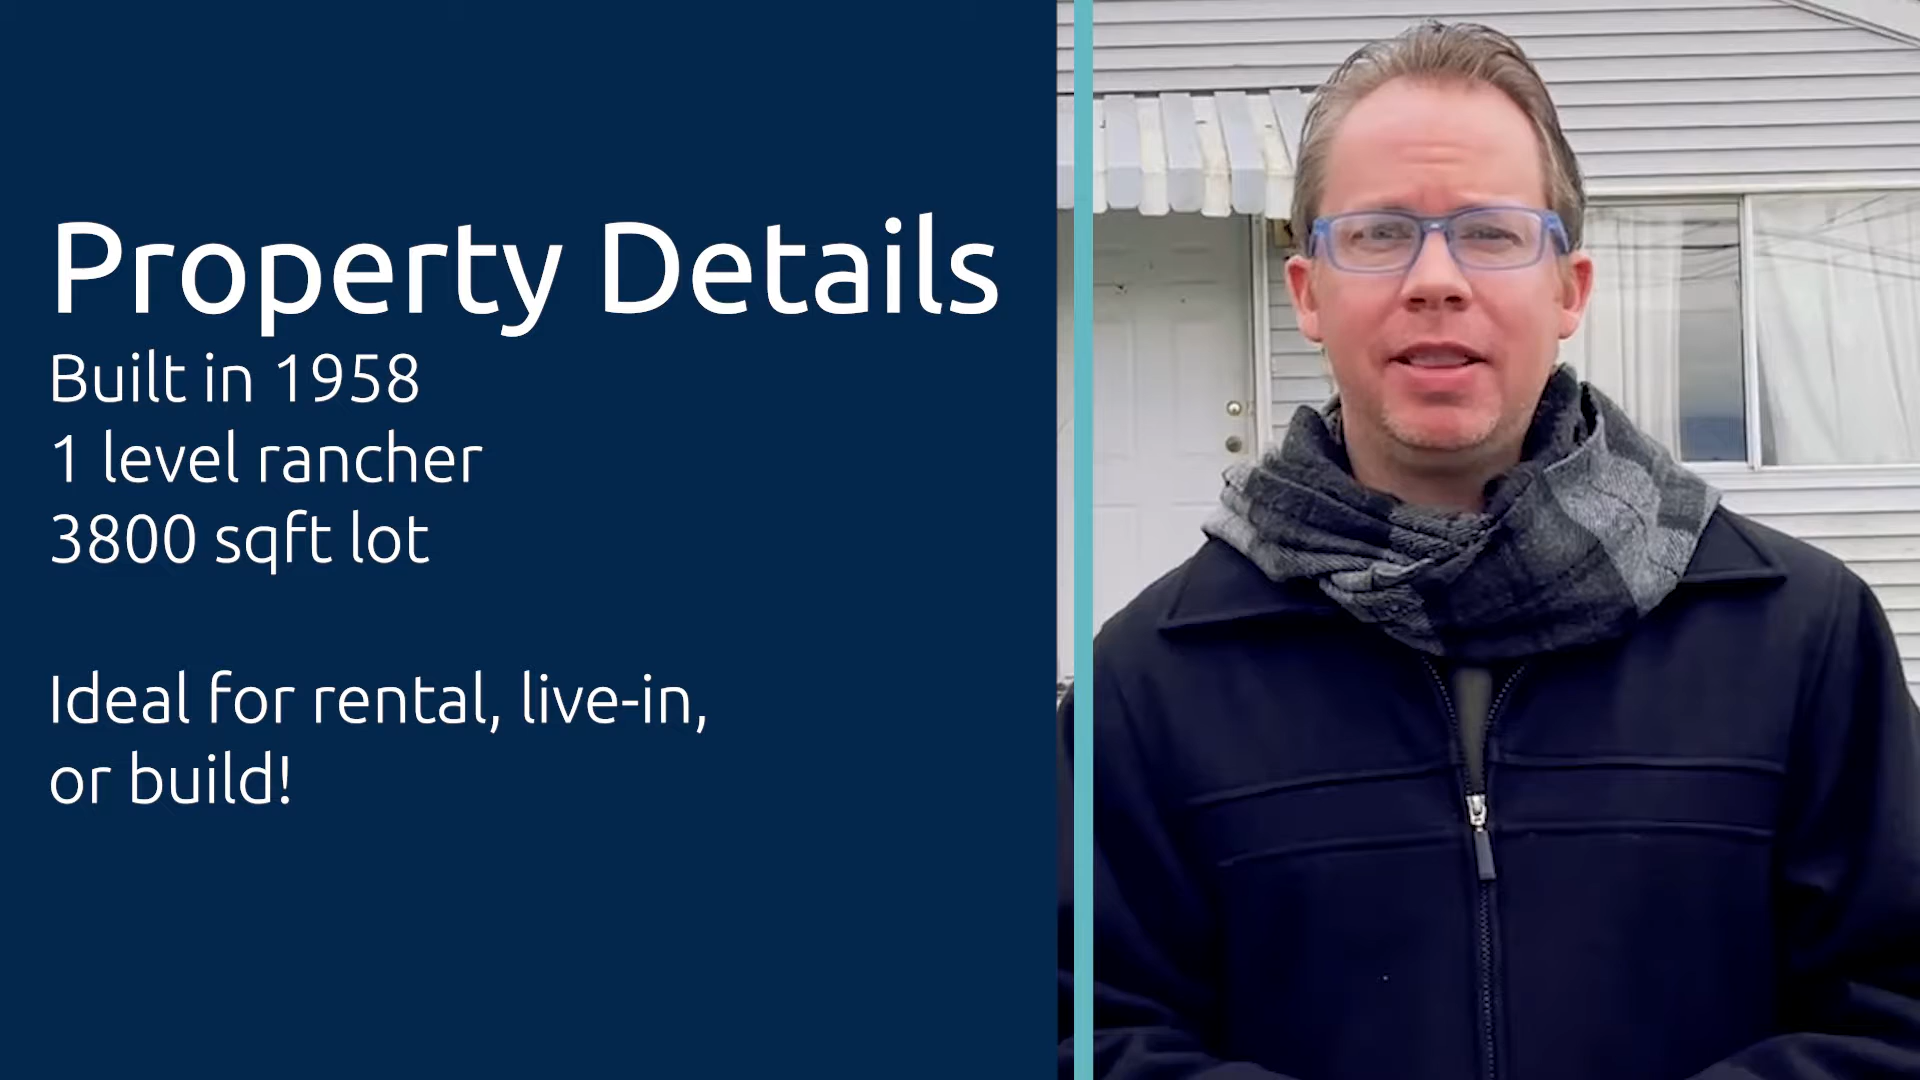 Property Details
Built in 1958
1 level rancher
3800 sqft lot
Ideal for rental, live-in,
or build!